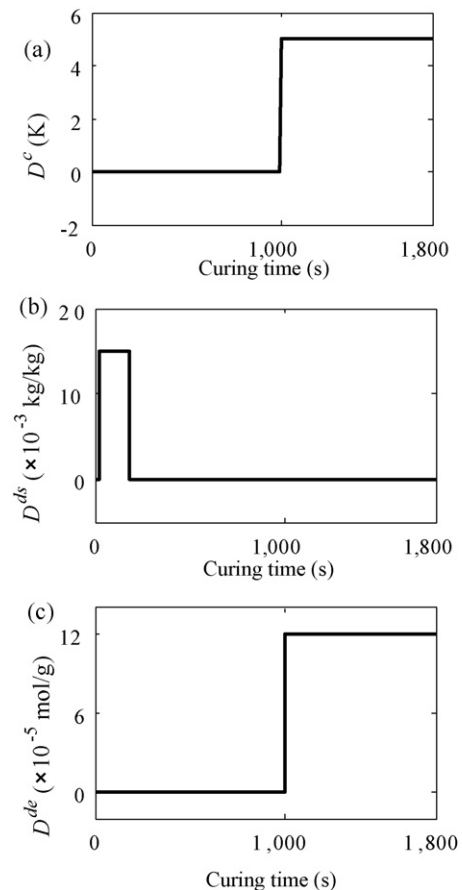 (a)
D^c (K)
6
4
2
0
-2
0 1,000 1,800
Curing time (s)
(b)
D^ds (×10^-3 kg/kg)
20
10
0
0 1,000 1,800
Curing time (s)
(c)
D^de (×10^-5 mol/g)
12
6
0
0 1,000 1,800
Curing time (s)